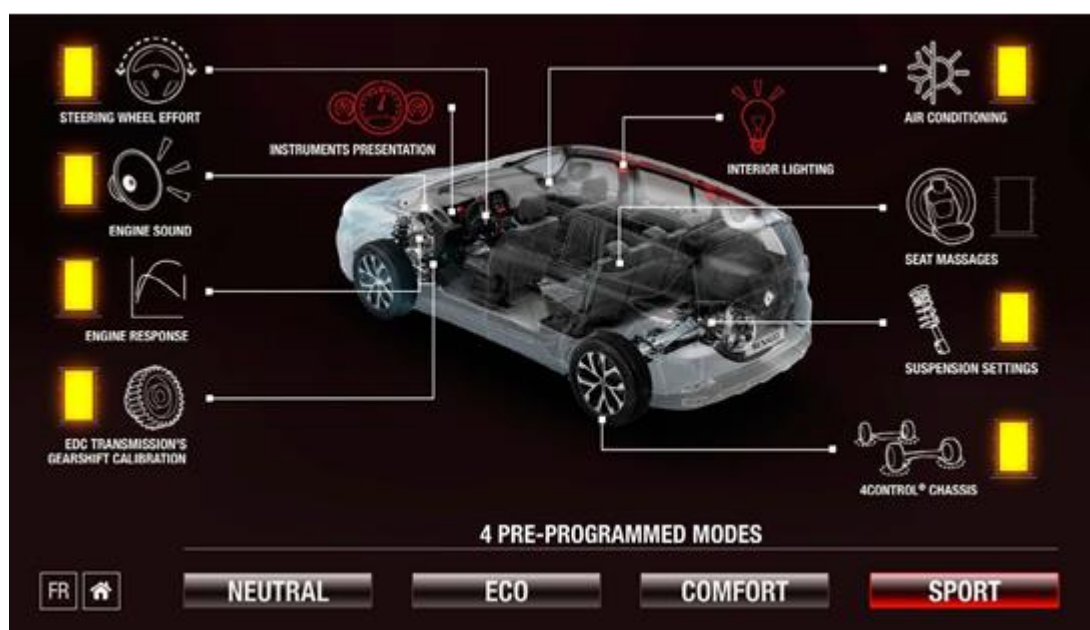 STEERING WHEEL EFFORT
INSTRUMENTS PRESENTATION
INTERIOR LIGHTING
AIR CONDITIONING
ENGINE SOUND
SEAT MASSAGES
ENGINE RESPONSE
SUSPENSION SETTINGS
EDC TRANSMISSION'S
GEARSHIFT CALIBRATION
4CONTROL® CHASSIS
RENAULT
4 PRE-PROGRAMMED MODES
FR
NEUTRAL
ECO
COMFORT
SPORT